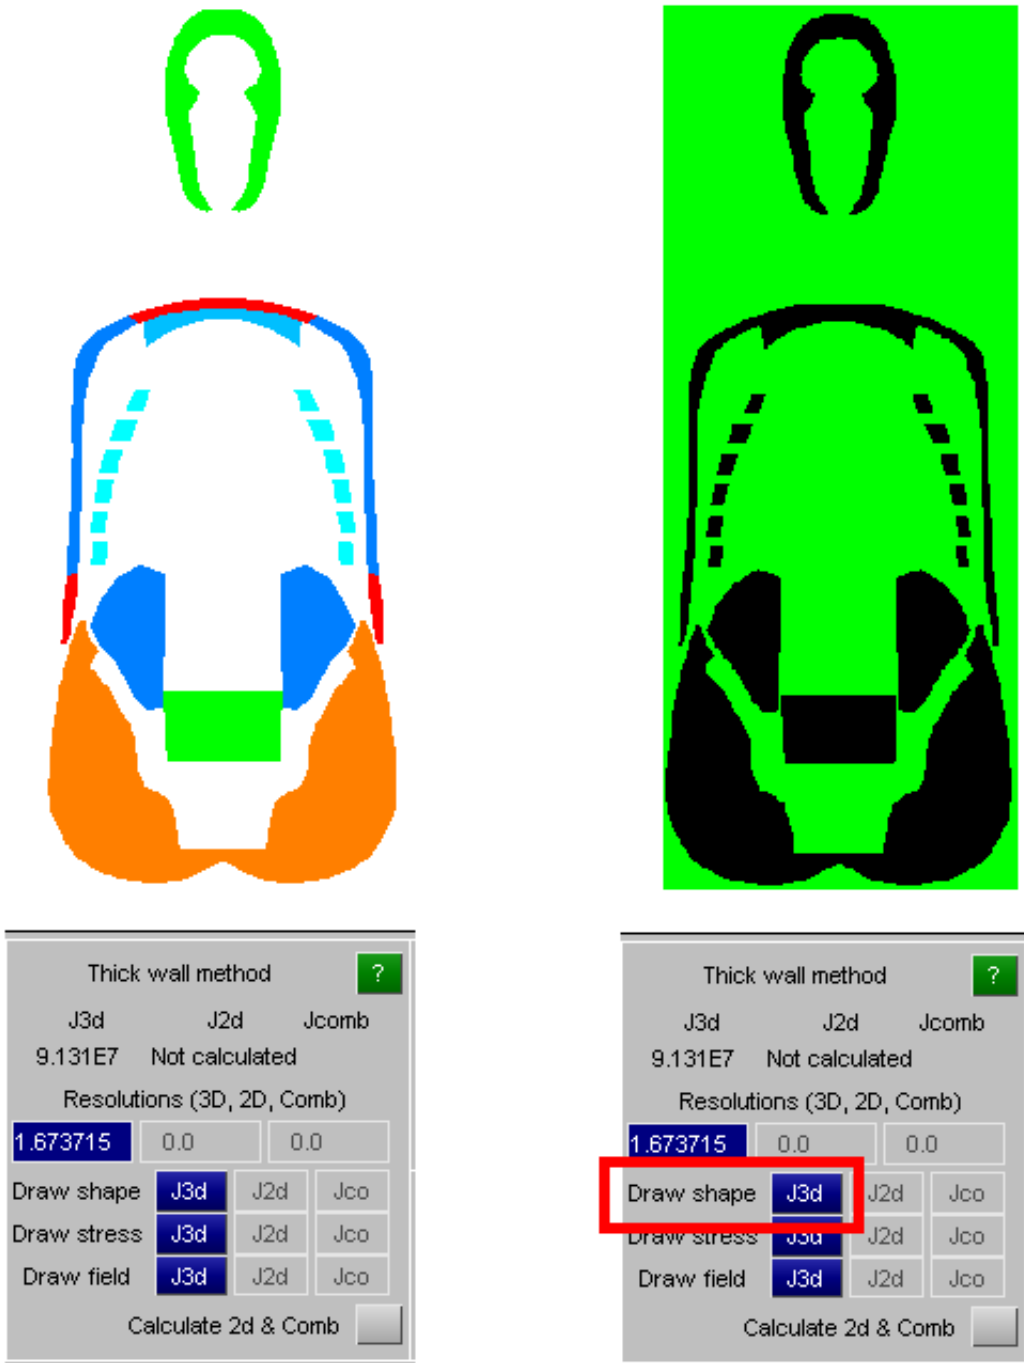 Thick wall method ?
J3d J2d Jcomb
9.131E7 Not calculated
Resolutions (3D, 2D, Comb)
1.673715 0.0 0.0
Draw shape J3d J2d Jco
Draw stress J3d J2d Jco
Draw field J3d J2d Jco
Calculate 2d & Comb
Thick wall method ?
J3d J2d Jcomb
9.131E7 Not calculated
Resolutions (3D, 2D, Comb)
1.673715 0.0 0.0
Draw shape J3d J2d Jco
Draw stress J3d J2d Jco
Draw field J3d J2d Jco
Calculate 2d & Comb